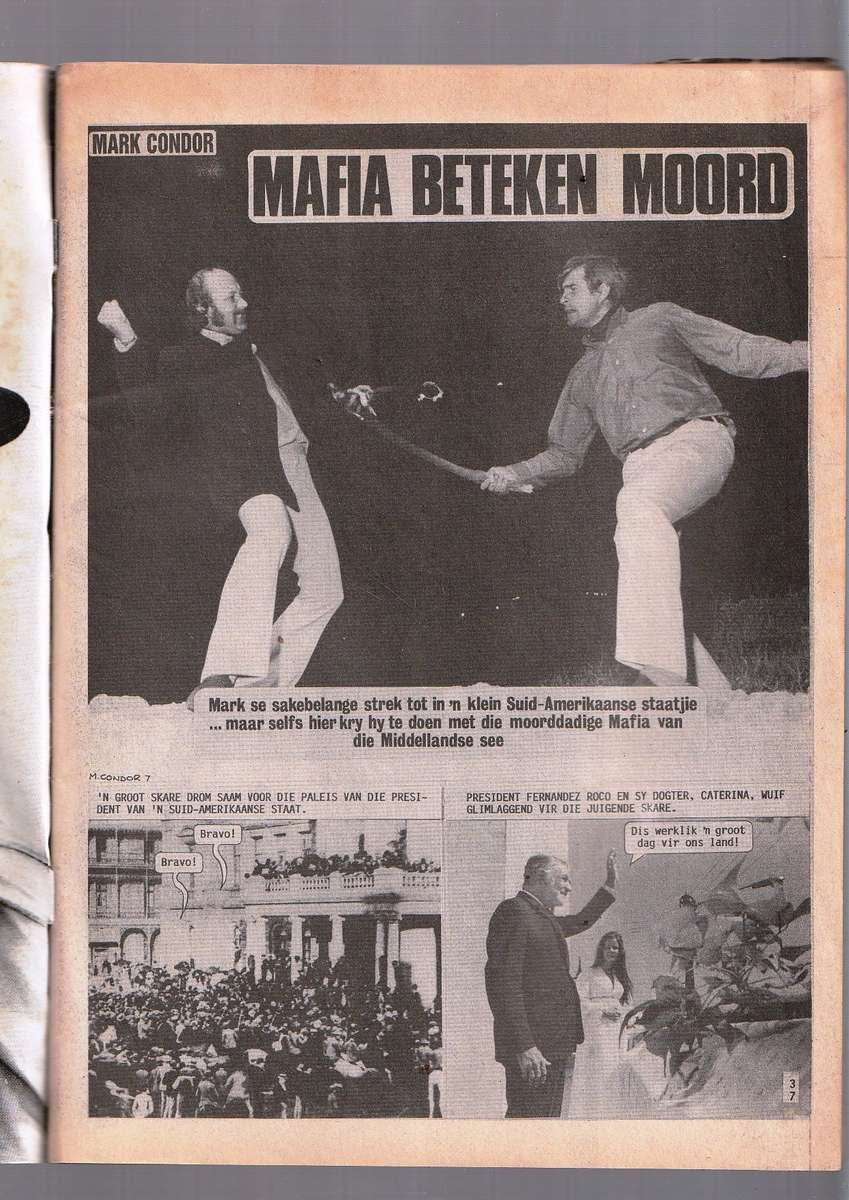 MARK CONDOR
MAFIA BETEKEN MOORD
Mark se sakebelange strek tot in 'n klein Suid-Amerikaanse staatjie
... maar selfs hier kry hy te doen met die moorddadige Mafia van
die Middellandse see
M. CONDOR 7
'N GROOT SKARE DROM SAAM VOOR DIE PALEIS VAN DIE PRESI-
DENT VAN 'N SUID-AMERIKAANSE STAAT.
Bravo!
Bravo!
PRESIDENT FERNANDEZ ROCO EN SY DOGTER, CATERINA, WUIF
GLIMLAGGEND VIR DIE JUIGENDE SKARE.
Dis werklik 'n groot
dag vir ons land!
3
7